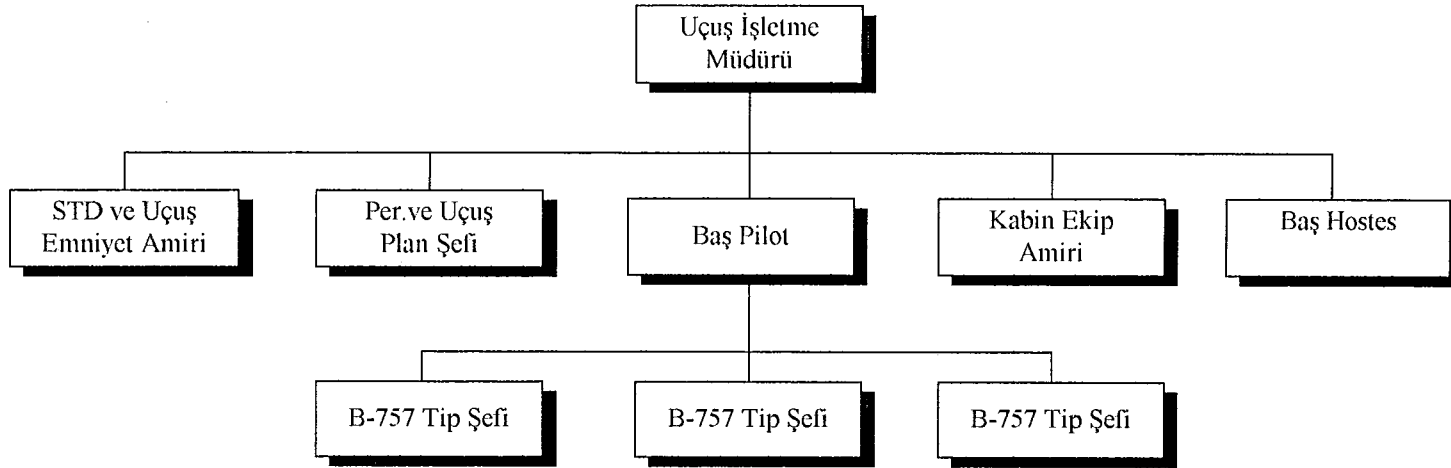 Uçuş İşletme
Müdürü
STD ve Uçuş
Emniyet Amiri
Per.ve Uçuş
Plan Şefi
Baş Pilot
Kabin Ekip
Amiri
Baş Hostes
B-757 Tip Şefi
B-757 Tip Şefi
B-757 Tip Şefi